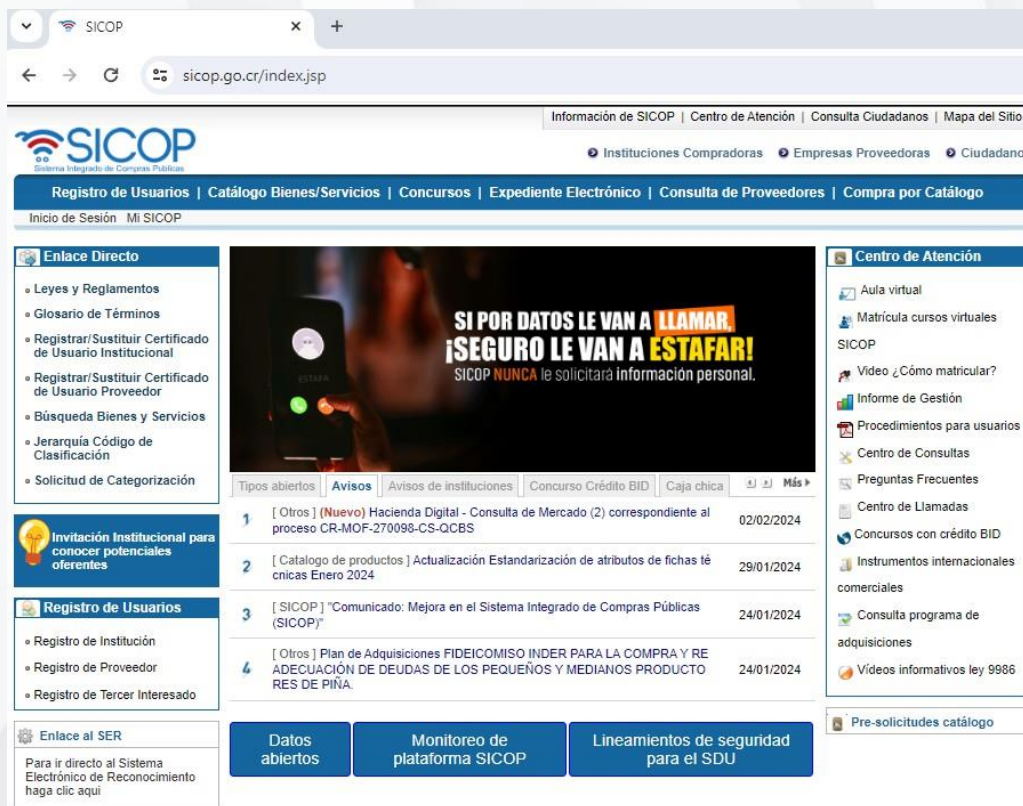 SICOP
sicop.go.cr/index.jsp
Información de SICOP | Centro de Atención | Consulta Ciudadanos | Mapa del Sitio
SICOP
Sistema Integrado de Compras Públicas
Instituciones Compradoras Empresas Proveedoras Ciudadano
Registro de Usuarios | Catálogo Bienes/Servicios | Concursos | Expediente Electrónico | Consulta de Proveedores | Compra por Catálogo
Inicio de Sesión Mi SICOP
Enlace Directo
Leyes y Reglamentos
Glosario de Términos
Registrar/Sustituir Certificado
de Usuario Institucional
Registrar/Sustituir Certificado
de Usuario Proveedor
Búsqueda Bienes y Servicios
Jerarquía Código de
Clasificación
Solicitud de Categorización
Invitación Institucional para
conocer potenciales
oferentes
Registro de Usuarios
Registro de Institución
Registro de Proveedor
Registro de Tercer Interesado
Enlace al SER
Para ir directo al Sistema
Electrónico de Reconocimiento
haga clic aqui
ESTAFA
SI POR DATOS LE VAN A LLAMAR,
¡SEGURO LE VAN A ESTAFAR!
SICOP NUNCA le solicitará información personal.
Tipos abiertos Avisos Avisos de instituciones Concurso Crédito BID Caja chica Más
1 [ Otros ] (Nuevo) Hacienda Digital - Consulta de Mercado (2) correspondiente al
proceso CR-MOF-270098-CS-QCBS 02/02/2024
2 [ Catalogo de productos ] Actualización Estandarización de atributos de fichas té
cnicas Enero 2024 29/01/2024
3 [ SICOP ] "Comunicado: Mejora en el Sistema Integrado de Compras Públicas
(SICOP)" 24/01/2024
4 [ Otros ] Plan de Adquisiciones FIDEICOMISO INDER PARA LA COMPRA Y RE
ADECUACIÓN DE DEUDAS DE LOS PEQUEÑOS Y MEDIANOS PRODUCTO
RES DE PIÑA. 24/01/2024
Datos
abiertos
Monitoreo de
plataforma SICOP
Lineamientos de seguridad
para el SDU
Centro de Atención
Aula virtual
Matrícula cursos virtuales
SICOP
Video ¿Cómo matricular?
Informe de Gestión
Procedimientos para usuarios
Centro de Consultas
Preguntas Frecuentes
Centro de Llamadas
Concursos con crédito BID
Instrumentos internacionales
comerciales
Consulta programa de
adquisiciones
Vídeos informativos ley 9986
Pre-solicitudes catálogo